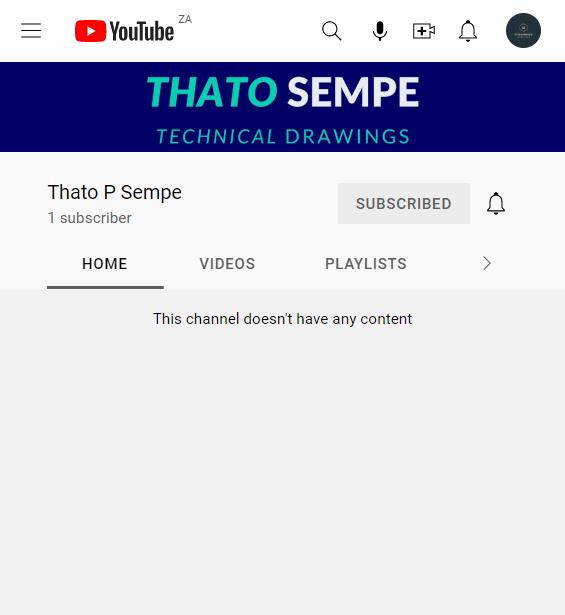 YouTube ZA
THATO SEMPE
TECHNICAL DRAWINGS
Thato P Sempe
1 subscriber
SUBSCRIBED
HOME VIDEOS PLAYLISTS
This channel doesn't have any content